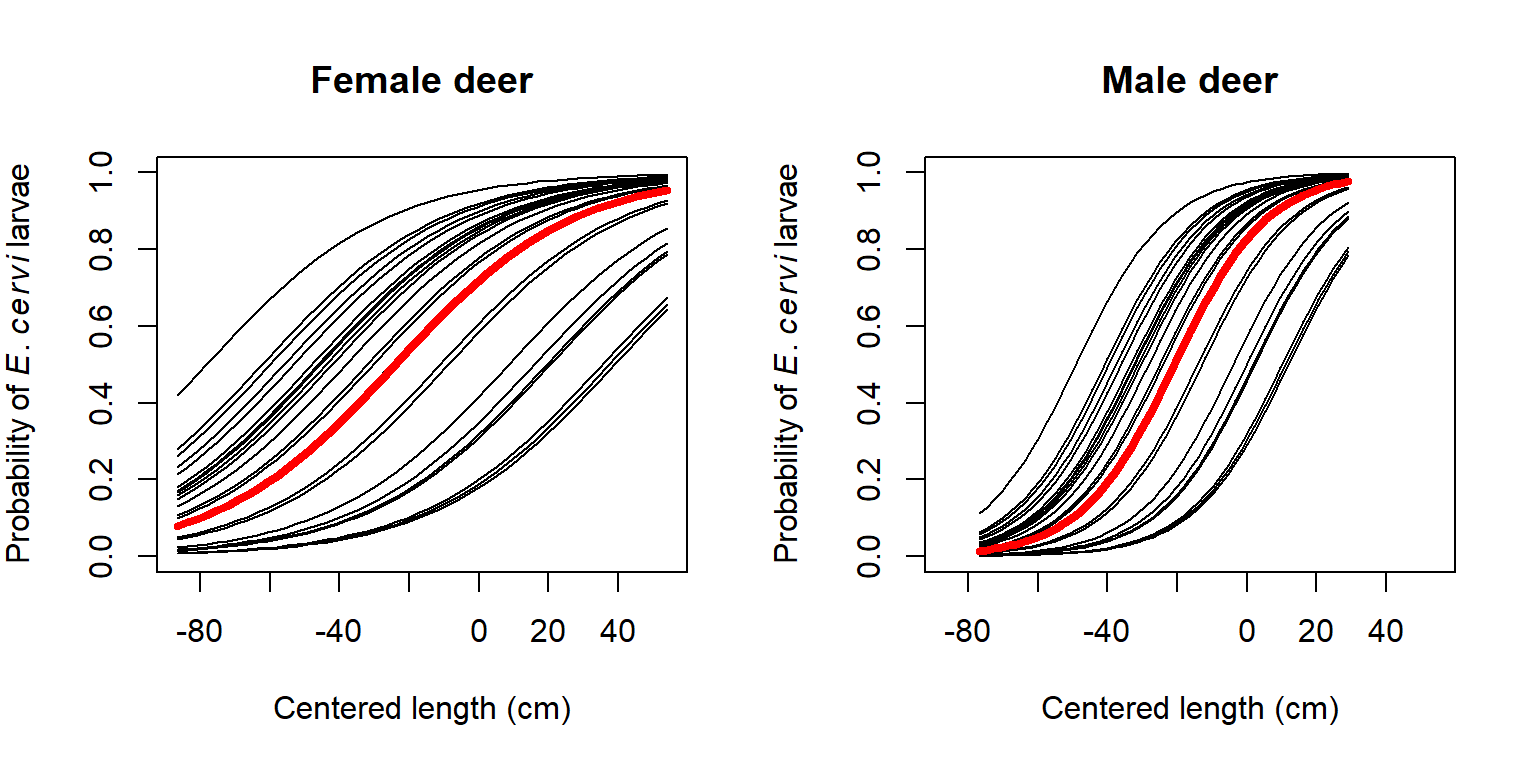 Female deer
Probability of E. cervi larvae
1.0
0.8
0.6
0.4
0.2
0.0
-80 -40 0 20 40
Centered length (cm)
Male deer
Probability of E. cervi larvae
1.0
0.8
0.6
0.4
0.2
0.0
-80 -40 0 20 40
Centered length (cm)